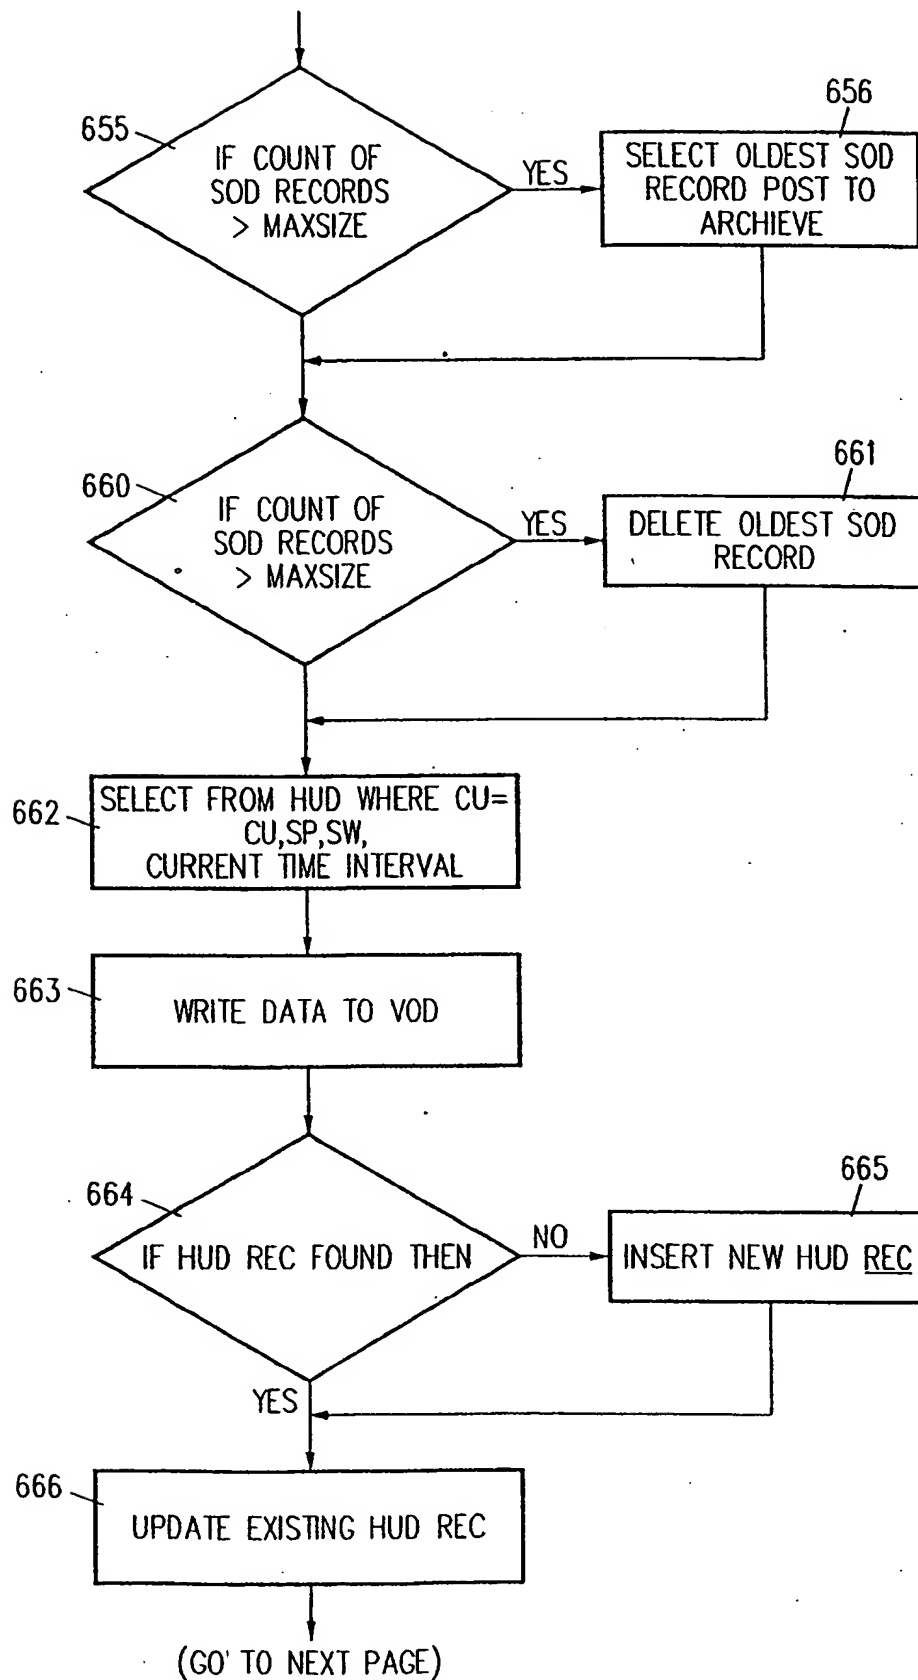 655
IF COUNT OF
SOD RECORDS
> MAXSIZE
YES
656
SELECT OLDEST SOD
RECORD POST TO
ARCHIEVE
660
IF COUNT OF
SOD RECORDS
> MAXSIZE
YES
661
DELETE OLDEST SOD
RECORD
662
SELECT FROM HUD WHERE CU=
CU,SP,SW,
CURRENT TIME INTERVAL
663
WRITE DATA TO VOD
664
IF HUD REC FOUND THEN
NO
665
INSERT NEW HUD REC
YES
666
UPDATE EXISTING HUD REC
(GO' TO NEXT PAGE)